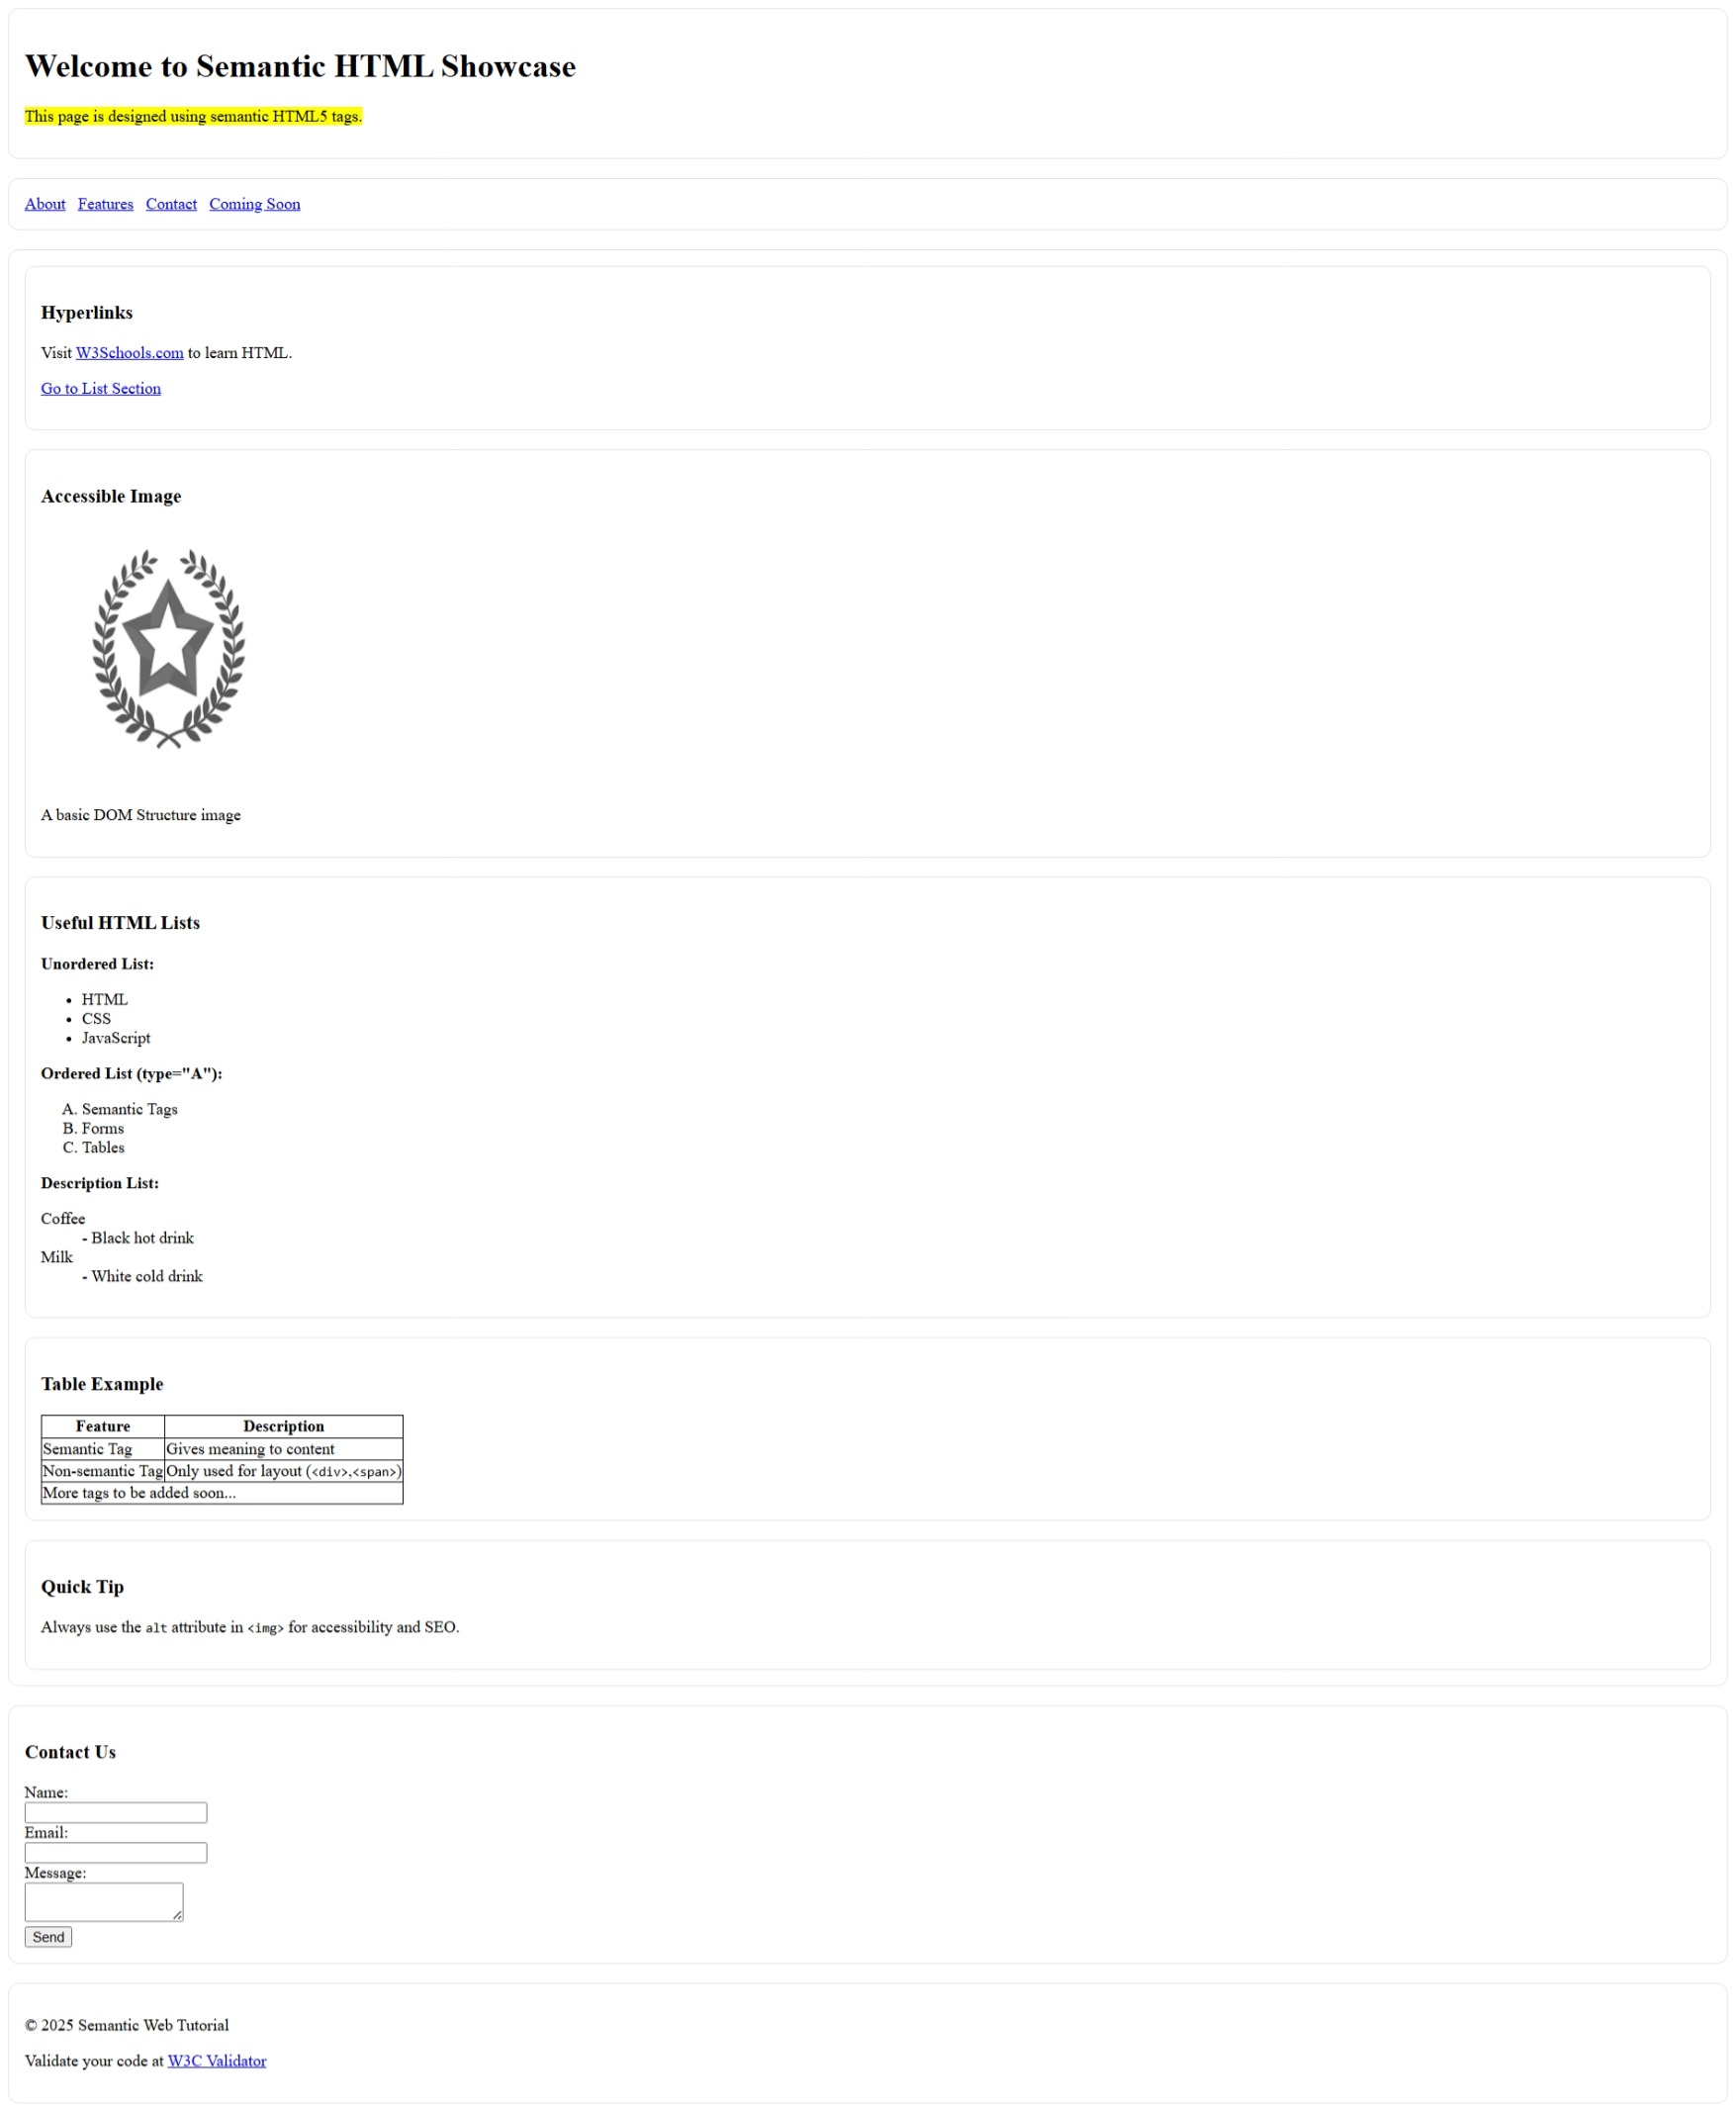 Welcome to Semantic HTML Showcase
This page is designed using semantic HTML5 tags.
About Features Contact Coming Soon
Hyperlinks
Visit W3Schools.com to learn HTML.
Go to List Section
Accessible Image
A basic DOM Structure image
Useful HTML Lists
Unordered List:
• HTML
• CSS
• JavaScript
Ordered List (type="A"):
A. Semantic Tags
B. Forms
C. Tables
Description List:
Coffee
- Black hot drink
Milk
- White cold drink
Table Example
Feature Description
Semantic Tag Gives meaning to content
Non-semantic Tag Only used for layout (<div>,<span>)
More tags to be added soon...
Quick Tip
Always use the alt attribute in <img> for accessibility and SEO.
Contact Us
Name:
Email:
Message:
Send
© 2025 Semantic Web Tutorial
Validate your code at W3C Validator